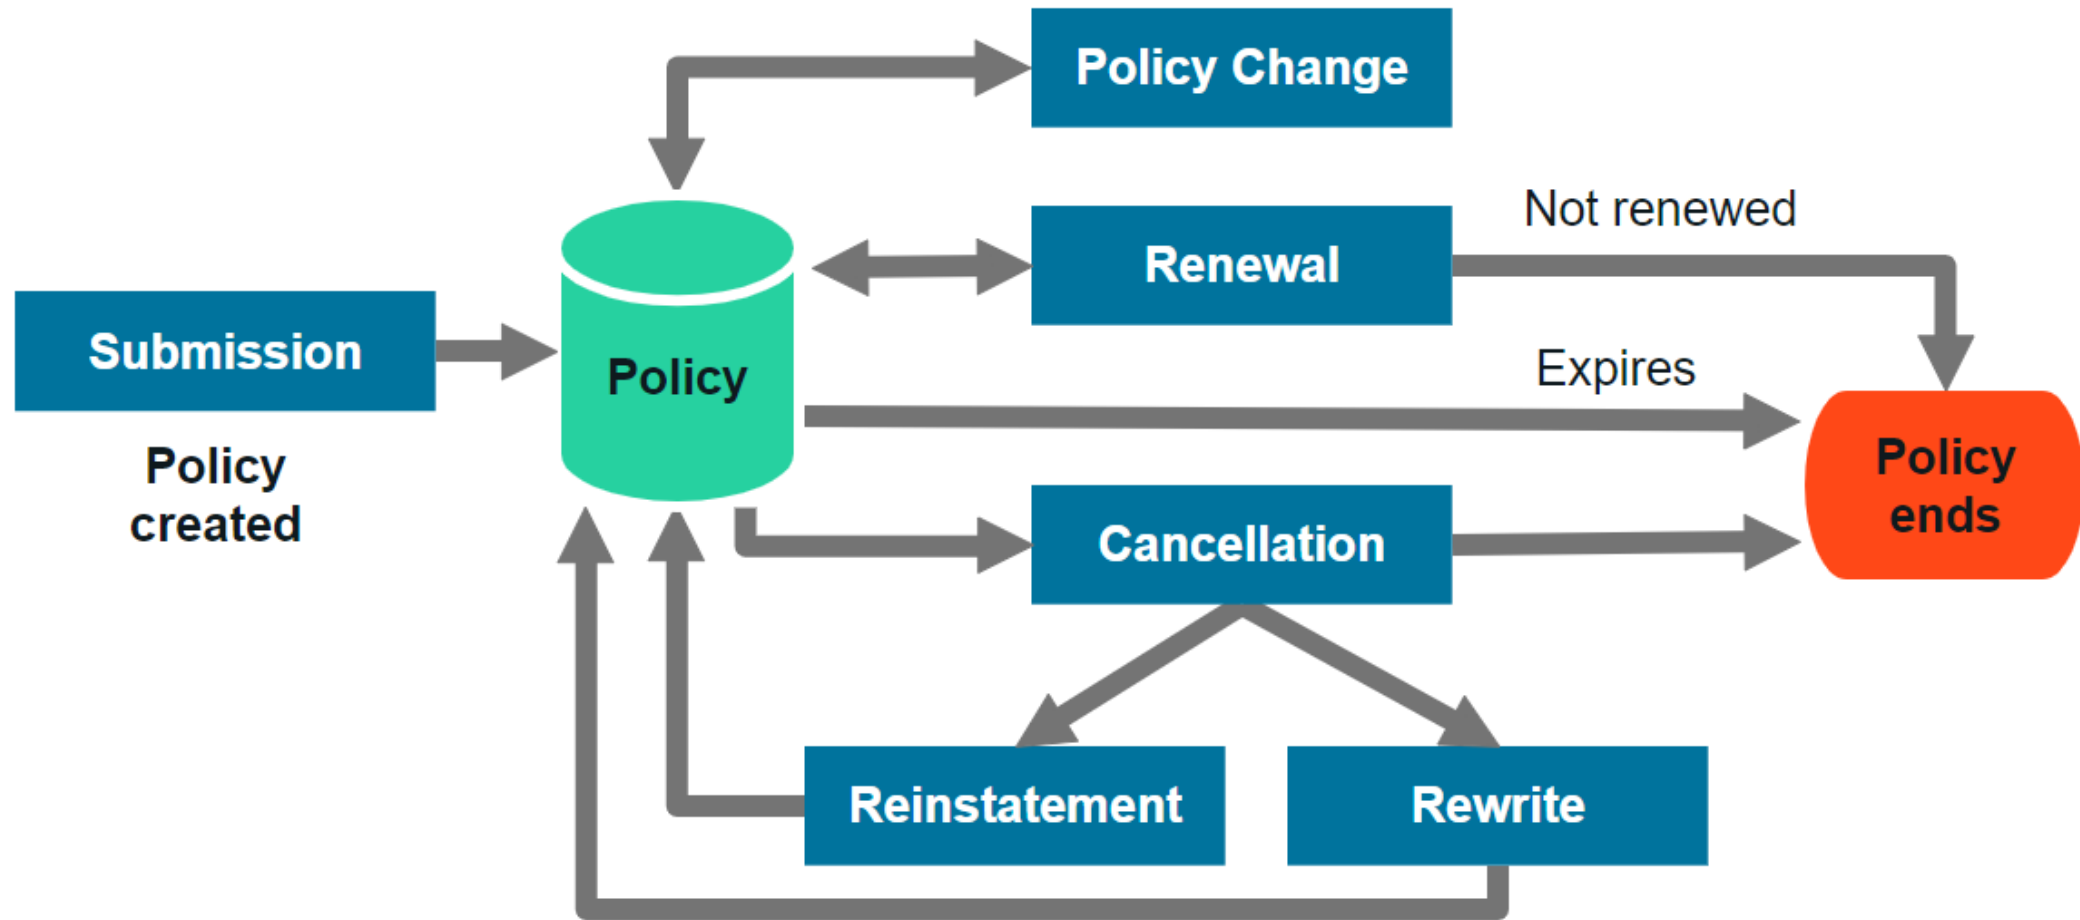 Policy Change
Not renewed
Renewal
Submission
Policy
Expires
Policy
created
Policy
ends
Cancellation
Reinstatement
Rewrite